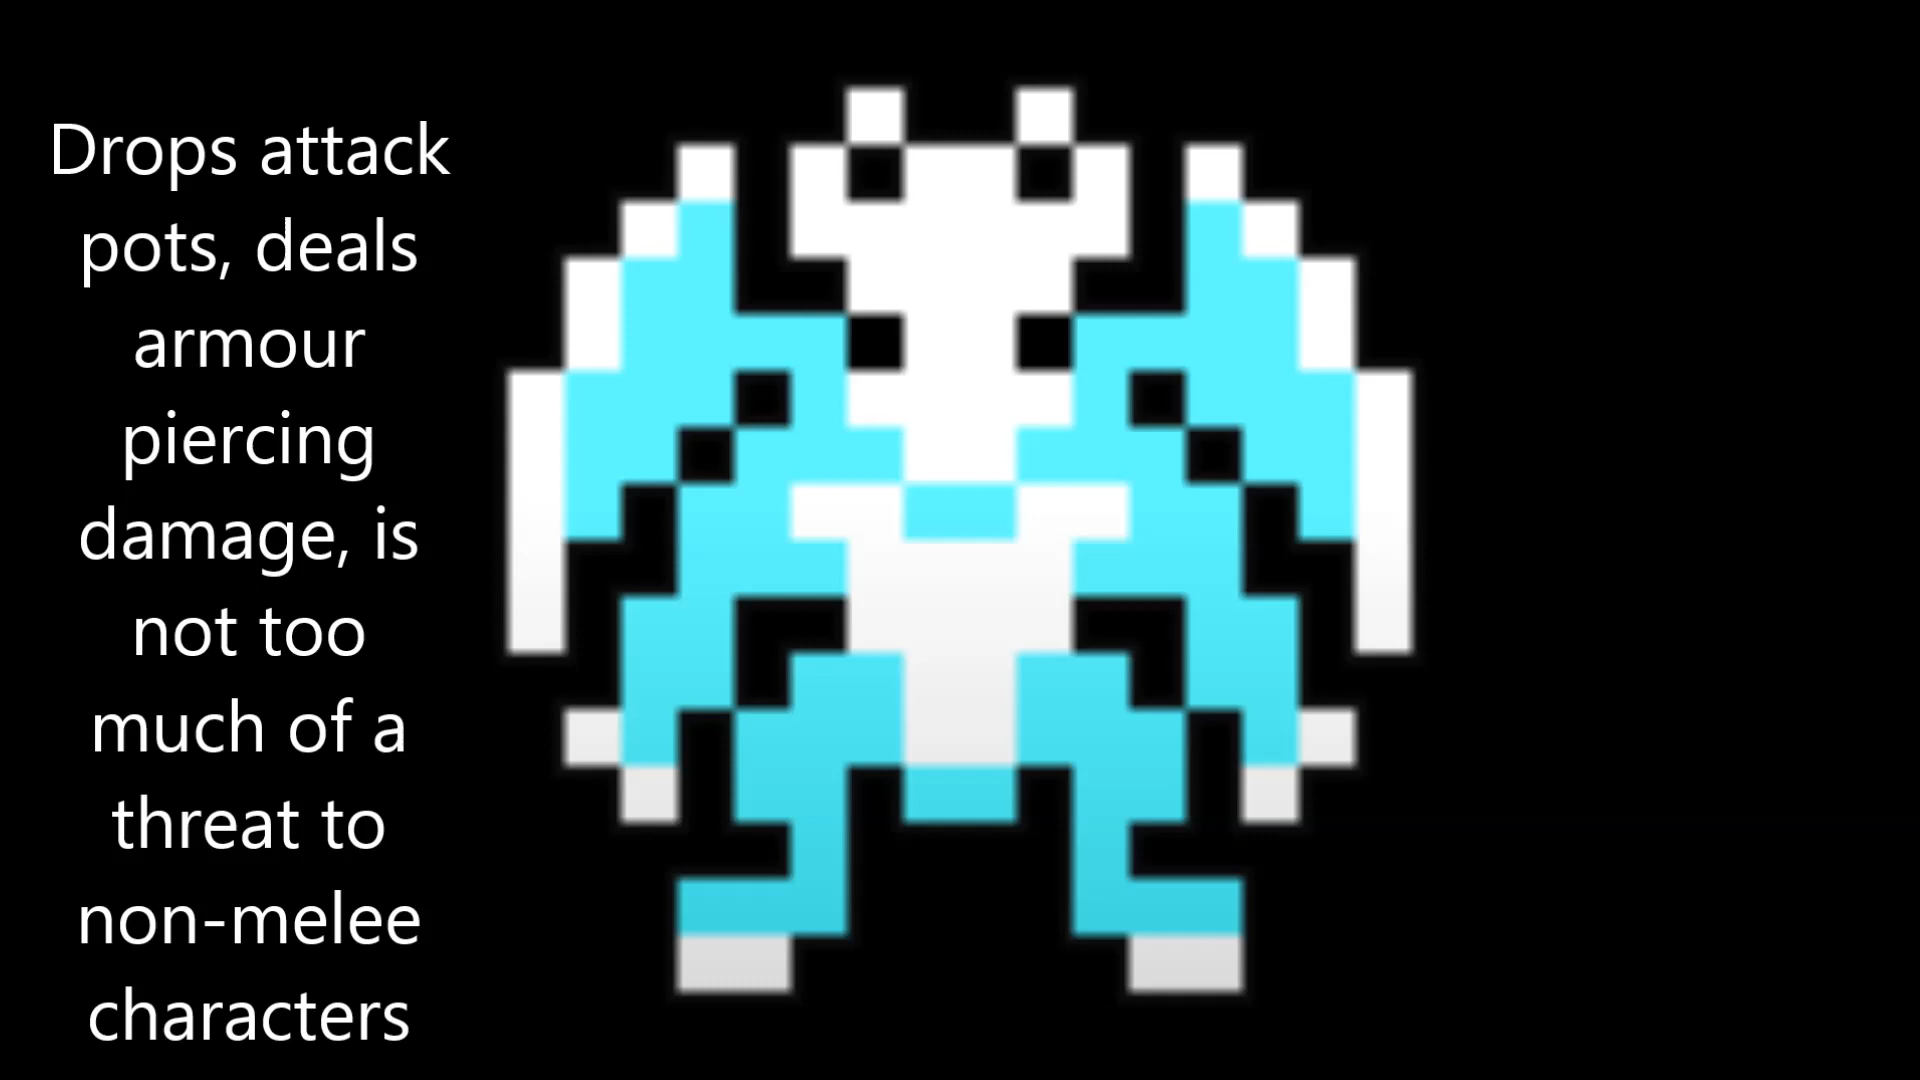 Drops attack
pots, deals
armour
piercing
damage, is
not too
much of a
threat to
non-melee
characters